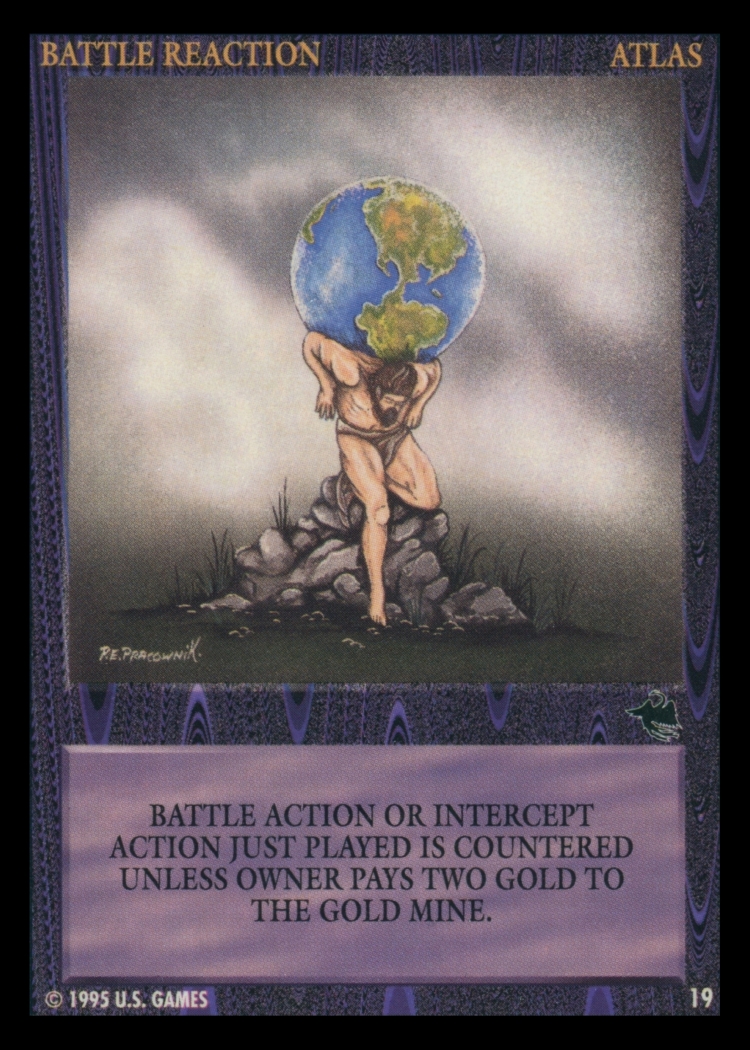 BATTLE REACTION ATLAS
P.E.PRACOWNIK.
BATTLE ACTION OR INTERCEPT
ACTION JUST PLAYED IS COUNTERED
UNLESS OWNER PAYS TWO GOLD TO
THE GOLD MINE.
© 1995 U.S. GAMES 19